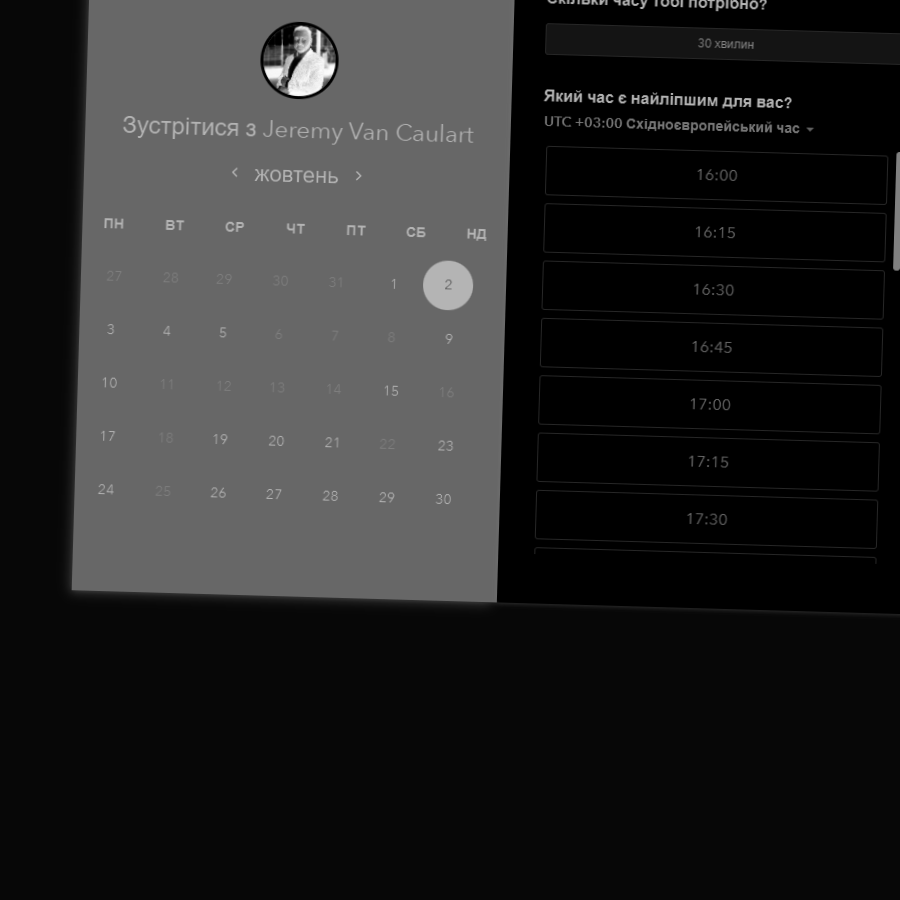 Зустрітися з Jeremy Van Caulart
жовтень
ПН ВТ СР ЧТ ПТ СБ НД
27 28 29 30 31 1 2
3 4 5 6 7 8 9
10 11 12 13 14 15 16
17 18 19 20 21 22 23
24 25 26 27 28 29 30
Скільки часу тобі потрібно?
30 хвилин
Який час є найліпшим для вас?
UTC +03:00 Східноєвропейський час
16:00
16:15
16:30
16:45
17:00
17:15
17:30